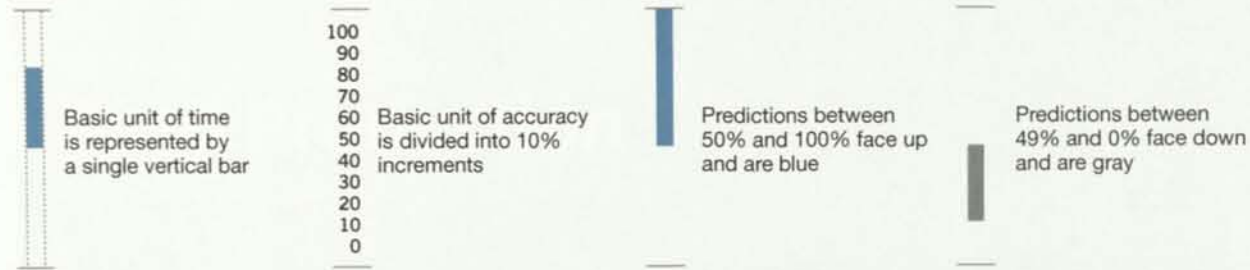 Basic unit of time
is represented by
a single vertical bar
100
90
80
70
60
50
40
30
20
10
0
Basic unit of accuracy
is divided into 10%
increments
Predictions between
50% and 100% face up
and are blue
Predictions between
49% and 0% face down
and are gray